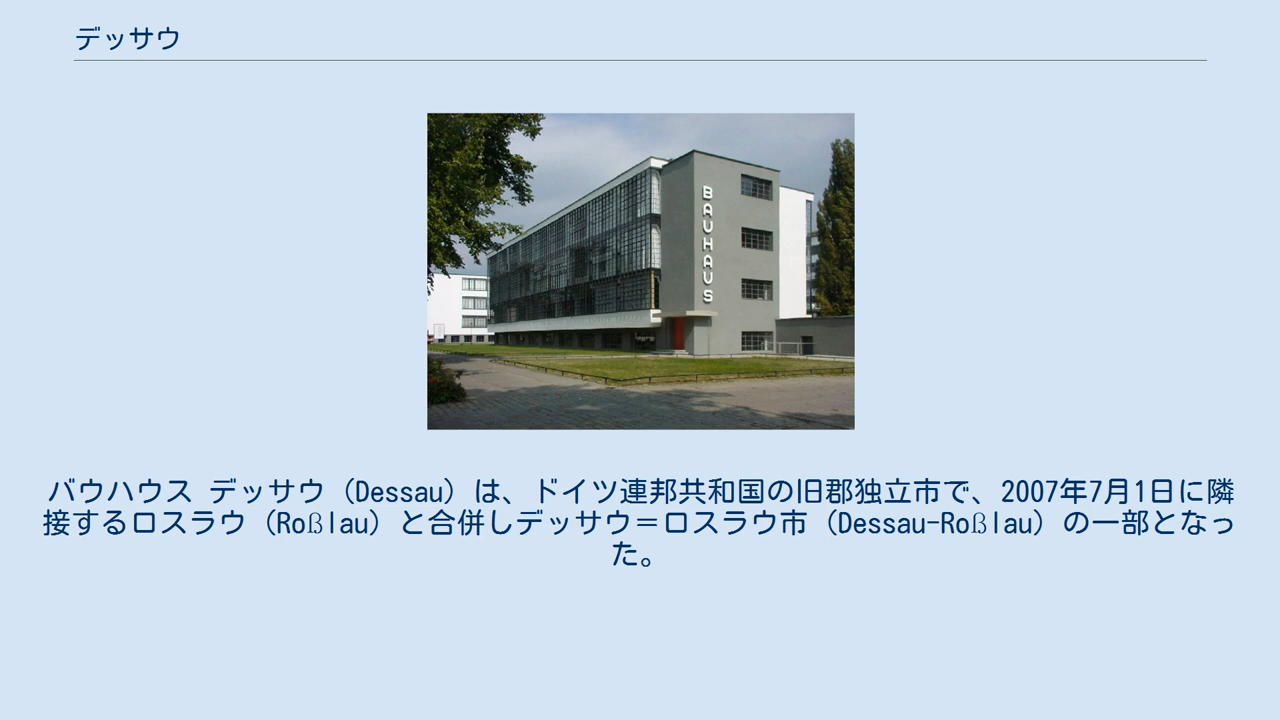 デッサウ
BAUHAUS
バウハウス デッサウ（Dessau）は、ドイツ連邦共和国の旧郡独立市で、2007年7月1日に隣
接するロスラウ（Roßlau）と合併しデッサウ＝ロスラウ市（Dessau-Roßlau）の一部となっ
た。